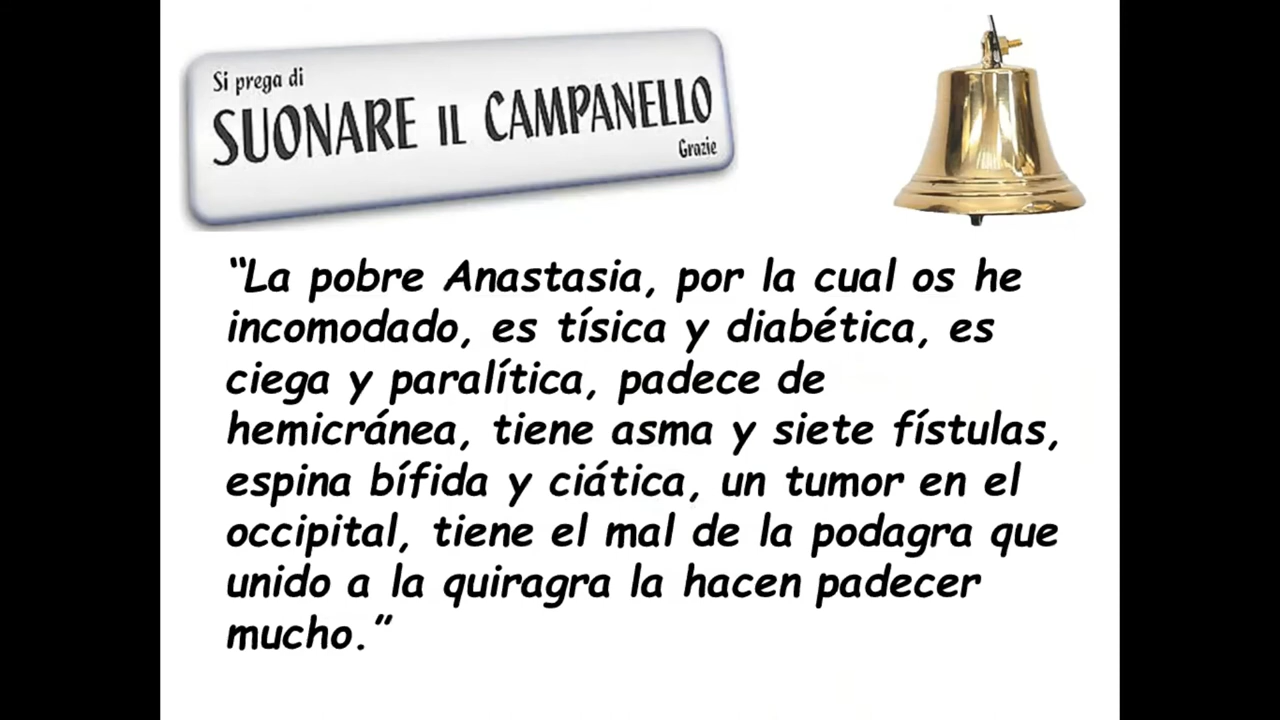 Si prega di
SUONARE IL CAMPANELLO
Grazie
“La pobre Anastasia, por la cual os he
incomodado, es tísica y diabética, es
ciega y paralítica, padece de
hemicránea, tiene asma y siete fístulas,
espina bífida y ciática, un tumor en el
occipital, tiene el mal de la podagra que
unido a la quiragra la hacen padecer
mucho.”